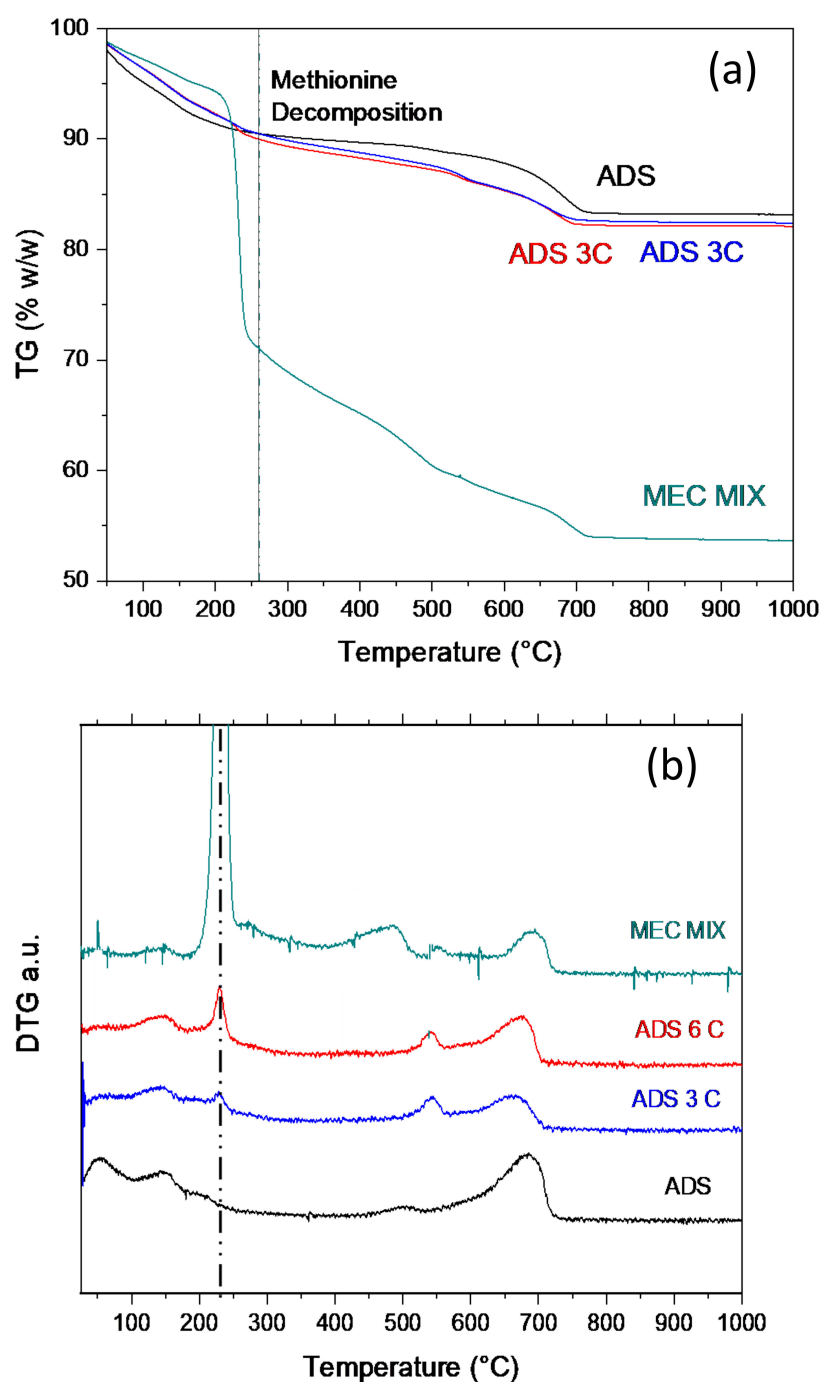 (a)
Methionine
Decomposition
ADS
ADS 3C ADS 3C
MEC MIX
TG (% w/w)
100
90
80
70
60
50
100 200 300 400 500 600 700 800 900 1000
Temperature (°C)
(b)
MEC MIX
ADS 6 C
ADS 3 C
ADS
DTG a.u.
100 200 300 400 500 600 700 800 900 1000
Temperature (°C)